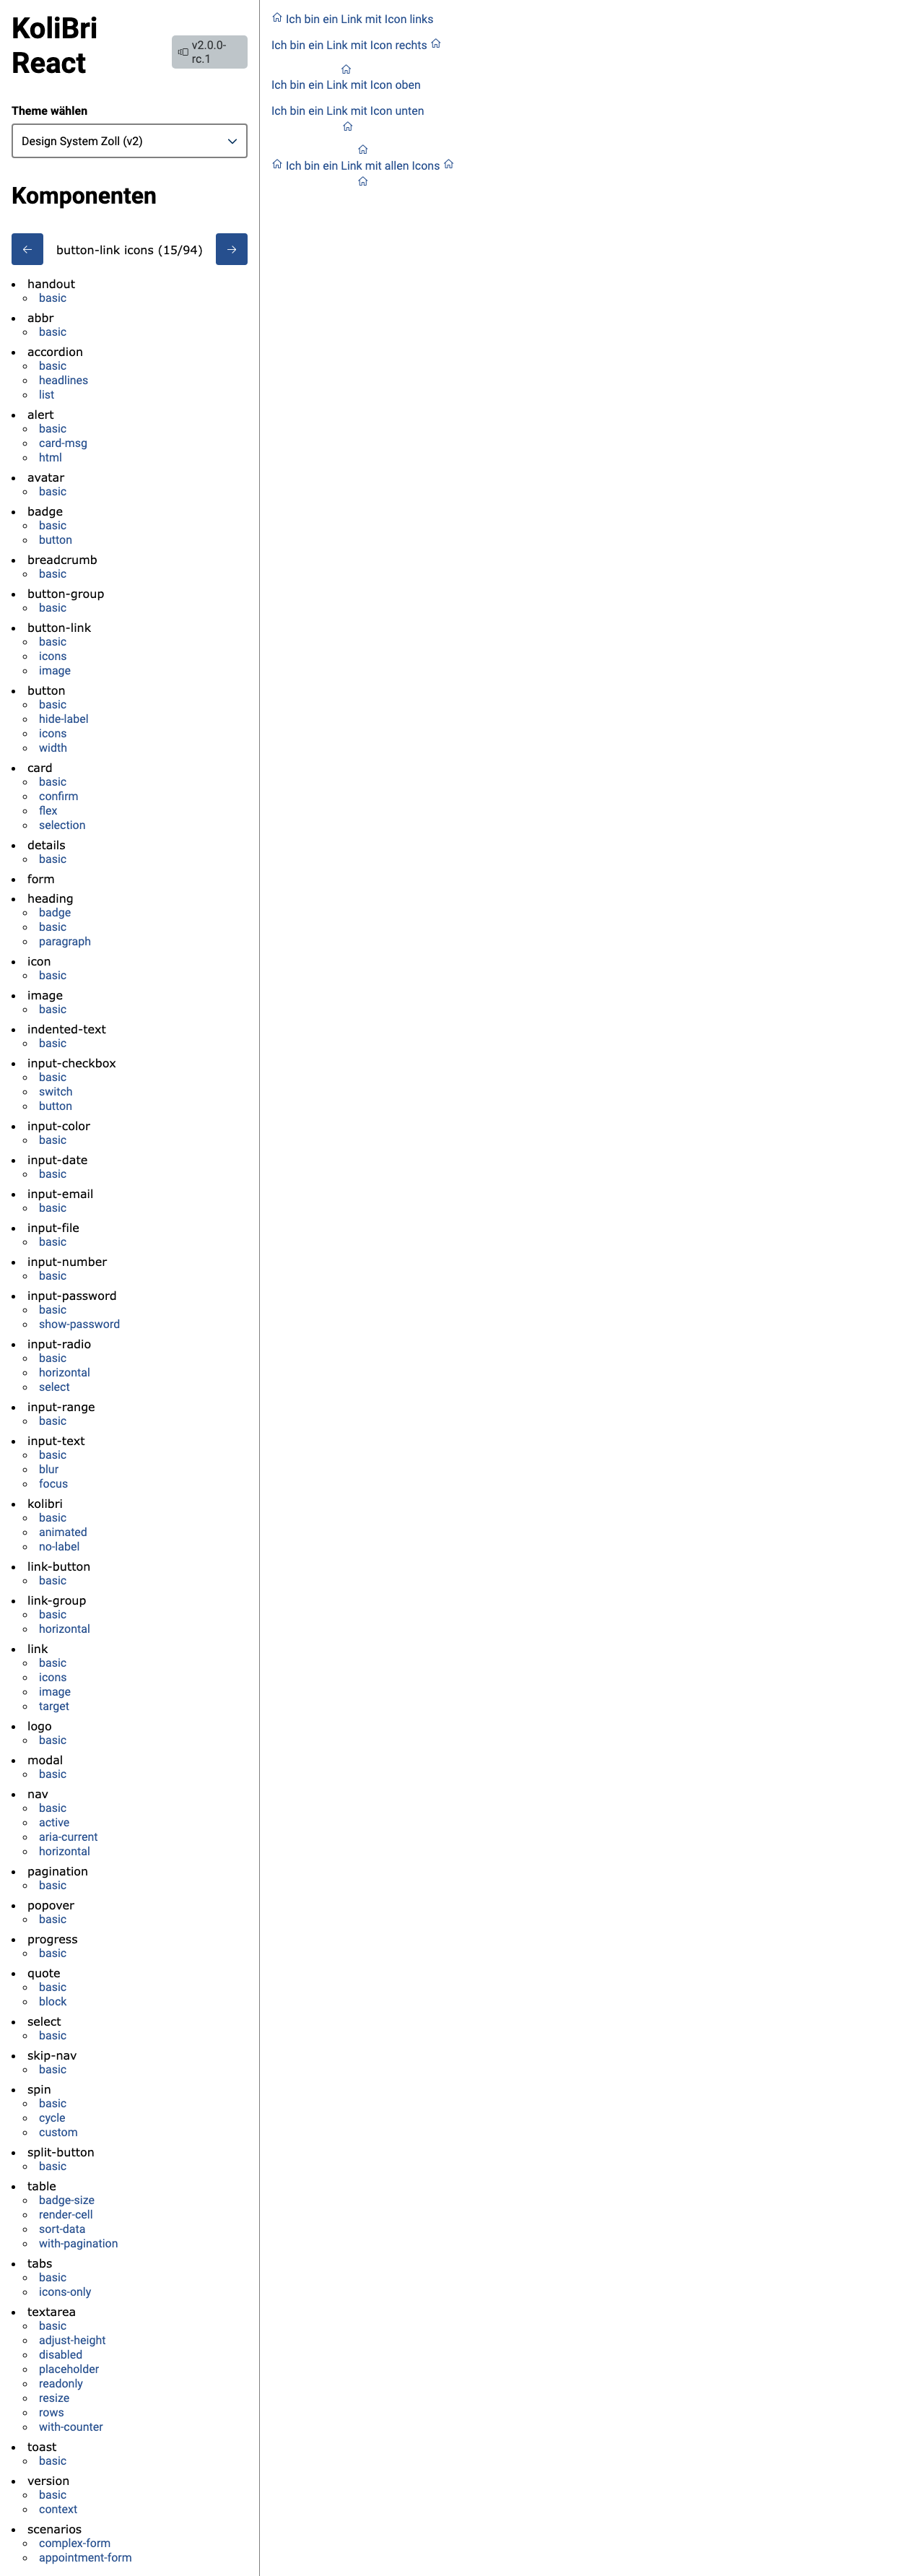 KoliBri
React
v2.0.0-
rc.1
Theme wählen
Design System Zoll (v2)
Komponenten
button-link icons (15/94)
handout
basic
abbr
basic
accordion
basic
headlines
list
alert
basic
card-msg
html
avatar
basic
badge
basic
button
breadcrumb
basic
button-group
basic
button-link
basic
icons
image
button
basic
hide-label
icons
width
card
basic
confirm
flex
selection
details
basic
form
heading
badge
basic
paragraph
icon
basic
image
basic
indented-text
basic
input-checkbox
basic
switch
button
input-color
basic
input-date
basic
input-email
basic
input-file
basic
input-number
basic
input-password
basic
show-password
input-radio
basic
horizontal
select
input-range
basic
input-text
basic
blur
focus
kolibri
basic
animated
no-label
link-button
basic
link-group
basic
horizontal
link
basic
icons
image
target
logo
basic
modal
basic
nav
basic
active
aria-current
horizontal
pagination
basic
popover
basic
progress
basic
quote
basic
block
select
basic
skip-nav
basic
spin
basic
cycle
custom
split-button
basic
table
badge-size
render-cell
sort-data
with-pagination
tabs
basic
icons-only
textarea
basic
adjust-height
disabled
placeholder
readonly
resize
rows
with-counter
toast
basic
version
basic
context
scenarios
complex-form
appointment-form
Ich bin ein Link mit Icon links
Ich bin ein Link mit Icon rechts
Ich bin ein Link mit Icon oben
Ich bin ein Link mit Icon unten
Ich bin ein Link mit allen Icons